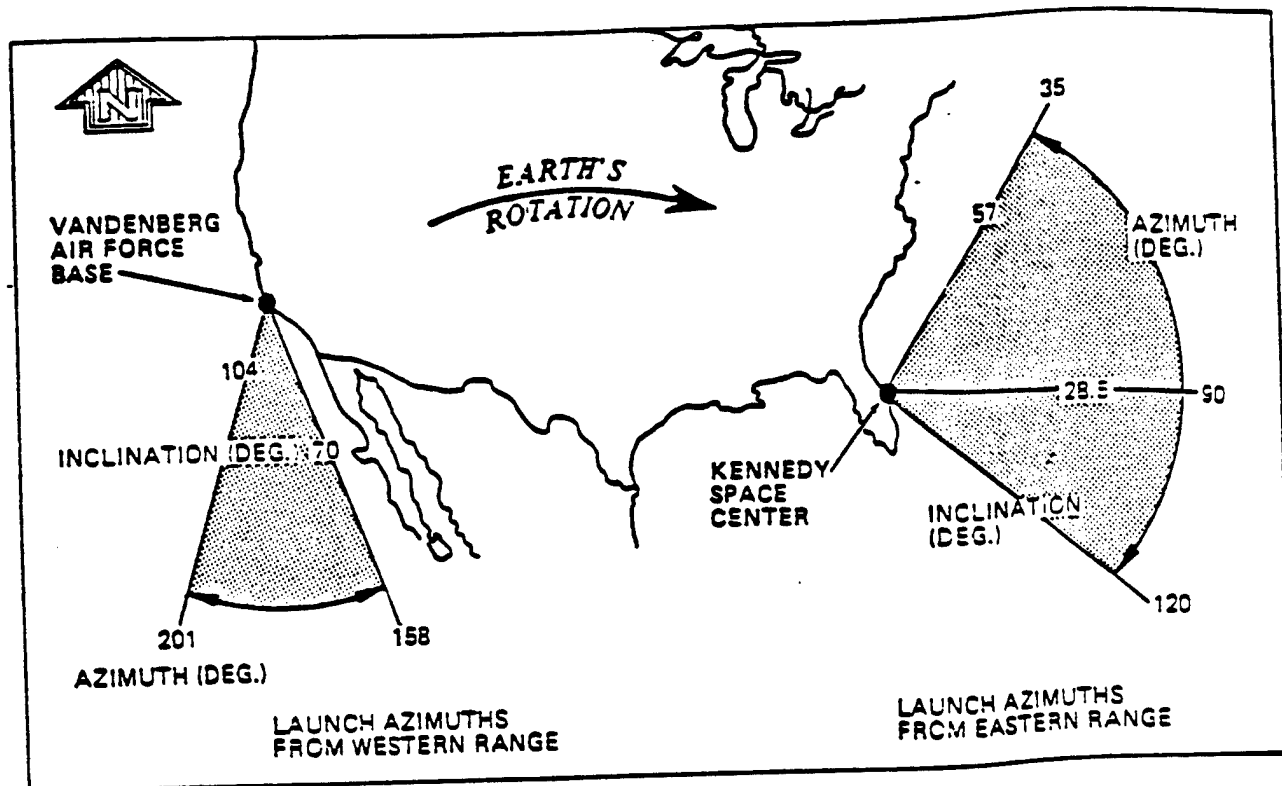 N
EARTH'S
ROTATION
VANDENBERG
AIR FORCE
BASE
104
INCLINATION (DEG.) 70
201
158
AZIMUTH (DEG.)
LAUNCH AZIMUTHS
FROM WESTERN RANGE
35
57
AZIMUTH
(DEG.)
28.5
90
KENNEDY
SPACE
CENTER
INCLINATION
(DEG.)
120
LAUNCH AZIMUTHS
FROM EASTERN RANGE